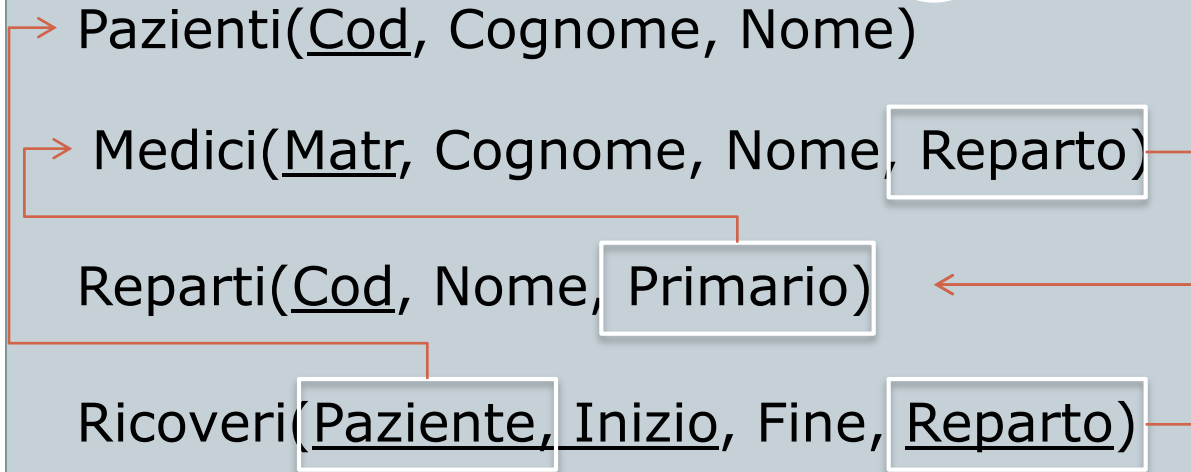 Pazienti(Cod, Cognome, Nome)
Medici(Matr, Cognome, Nome, Reparto)
Reparti(Cod, Nome, Primario)
Ricoveri(Paziente, Inizio, Fine, Reparto)